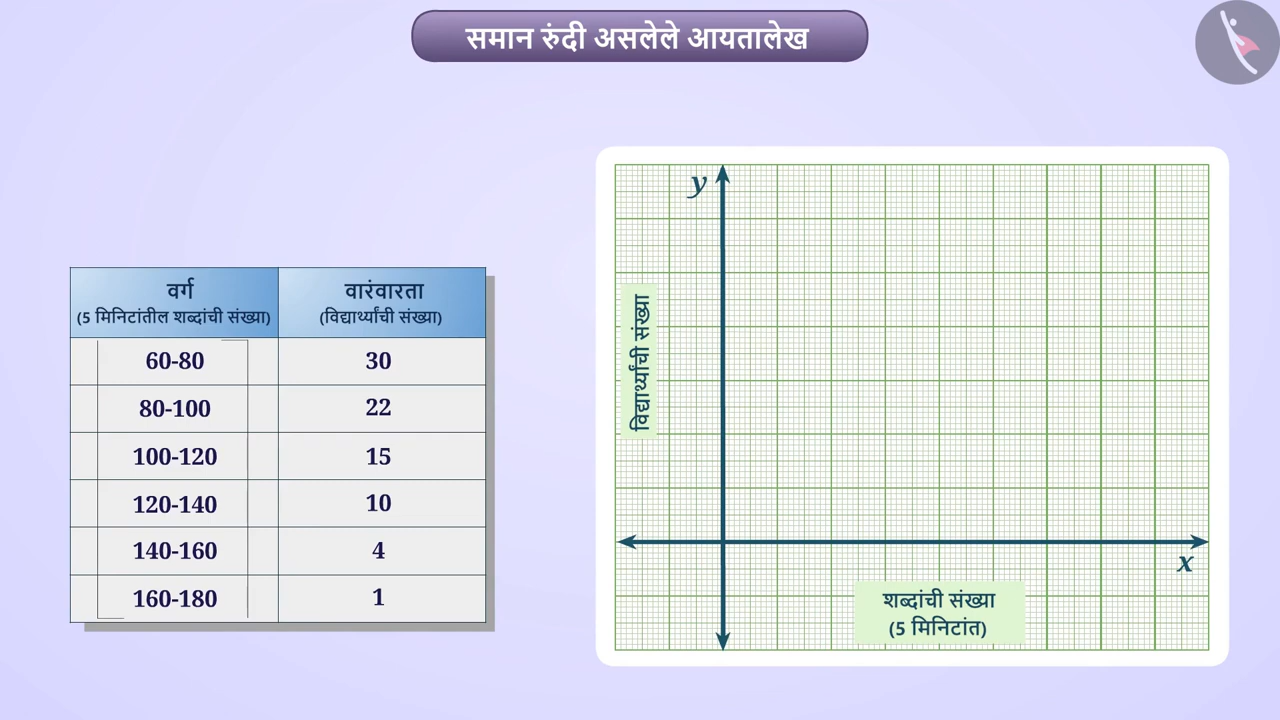 समान रुंदी असलेले आयतालेख
वर्ग
(5 मिनिटांतील शब्दांची संख्या)
वारंवारता
(विद्यार्थ्यांची संख्या)
60-80
30
80-100
22
100-120
15
120-140
10
140-160
4
160-180
1
y
विद्यार्थ्यांची संख्या
x
शब्दांची संख्या
(5 मिनिटांत)